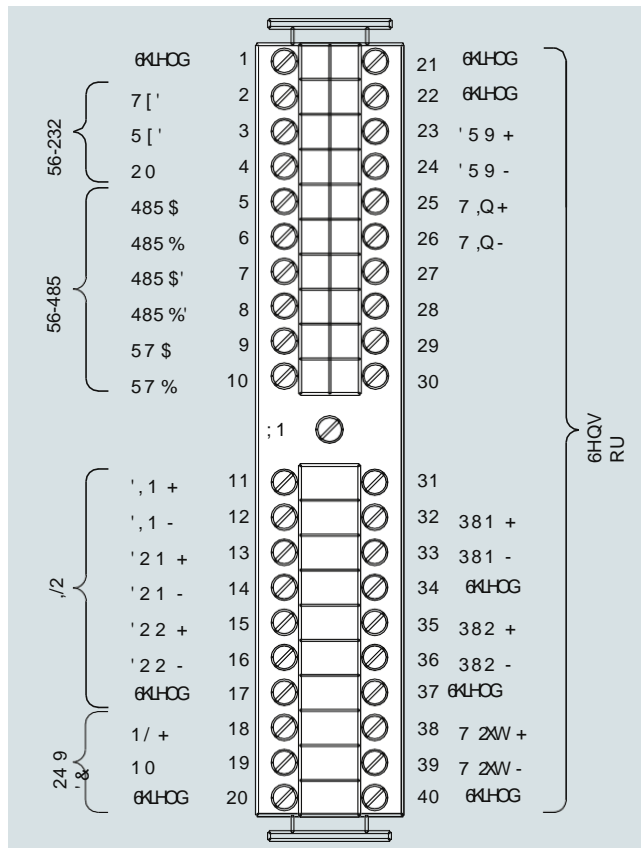 6KLHOG 1
7 [ ' 2
5 [ ' 3
2 0 4
56-232
485 $ 5
485 % 6
485 $' 7
485 %' 8
57 $ 9
57 % 10
56-485
; 1
',1 + 11
',1 - 12
'21 + 13
'21 - 14
'22 + 15
'22 - 16
6KLHOG 17
,/2
1/ + 18
10 19
6KLHOG 20
24 9
'&
21 6KLHOG
22 6KLHOG
23 '59 +
24 '59 -
25 7 ,Q +
26 7 ,Q -
27
28
29
30
31
32 381 +
33 381 -
34 6KLHOG
35 382 +
36 382 -
37 6KLHOG
38 7 2XW +
39 7 2XW -
40 6KLHOG
6HQV
RU